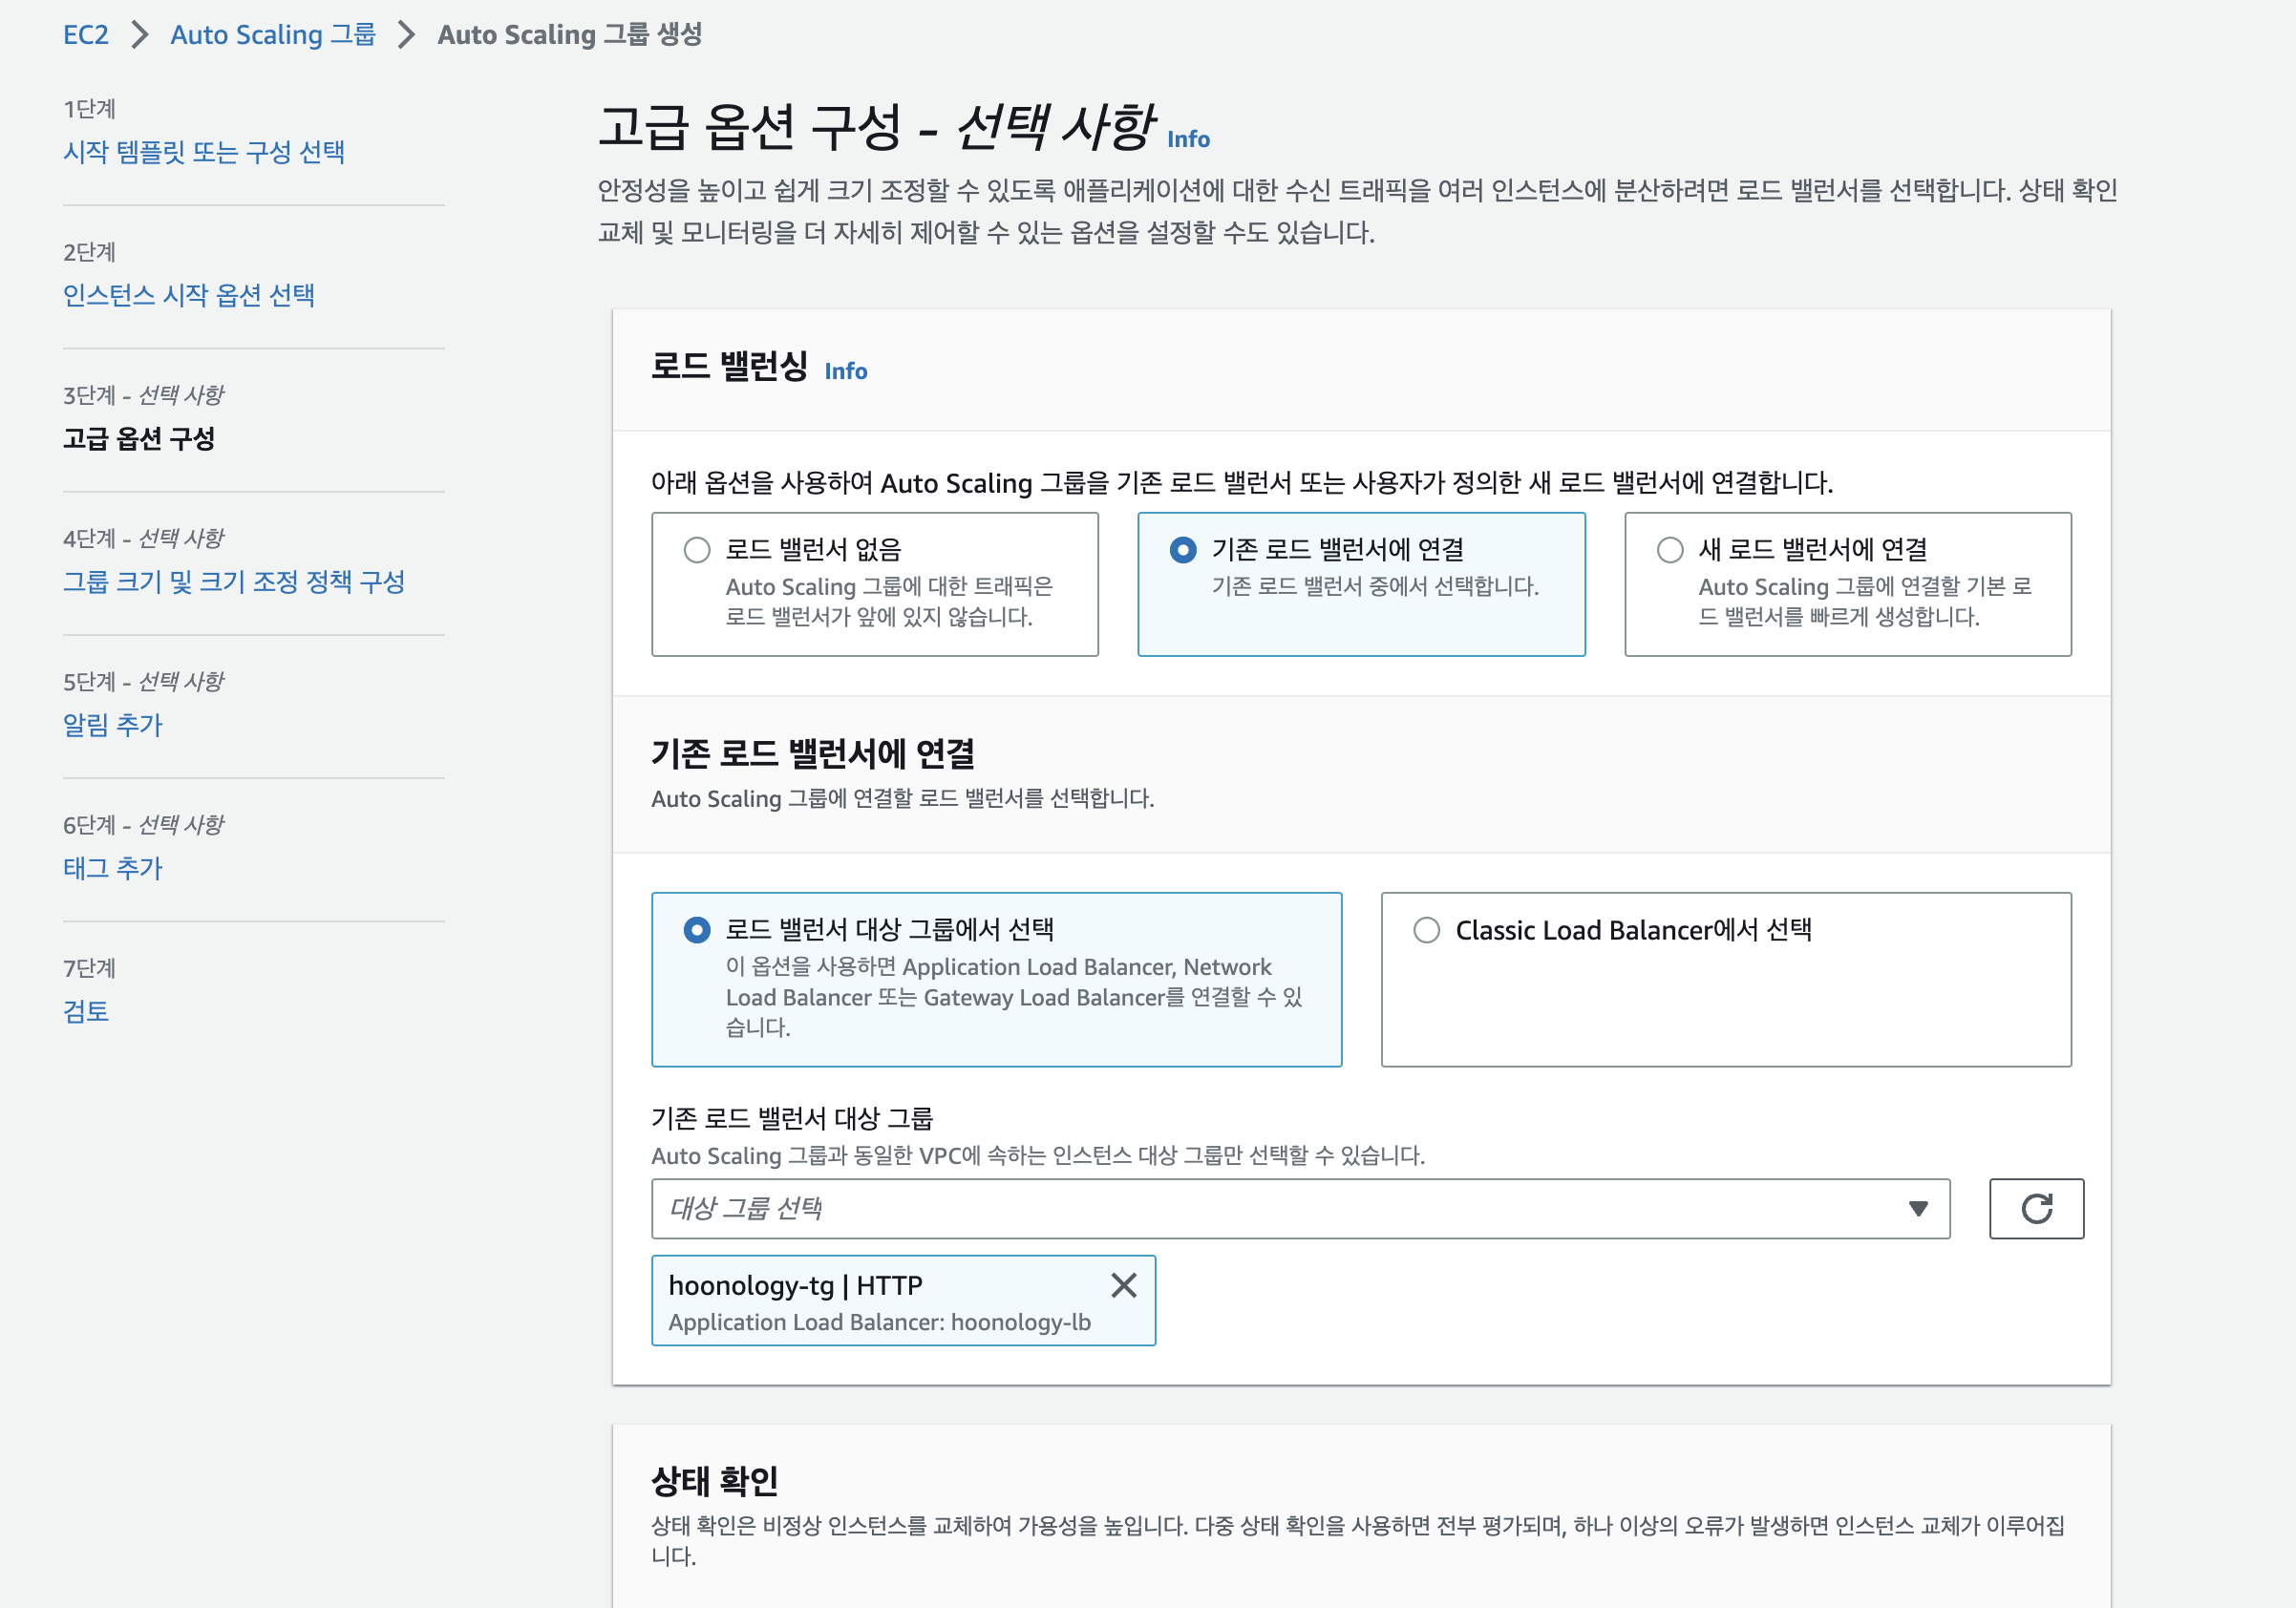 EC2 > Auto Scaling 그룹 > Auto Scaling 그룹 생성
1단계
시작 템플릿 또는 구성 선택
2단계
인스턴스 시작 옵션 선택
3단계 - 선택 사항
고급 옵션 구성
4단계 - 선택 사항
그룹 크기 및 크기 조정 정책 구성
5단계 - 선택 사항
알림 추가
6단계 - 선택 사항
태그 추가
7단계
검토
고급 옵션 구성 - 선택 사항 Info
안정성을 높이고 쉽게 크기 조정할 수 있도록 애플리케이션에 대한 수신 트래픽을 여러 인스턴스에 분산하려면 로드 밸런서를 선택합니다. 상태 확인
교체 및 모니터링을 더 자세히 제어할 수 있는 옵션을 설정할 수도 있습니다.
로드 밸런싱 Info
아래 옵션을 사용하여 Auto Scaling 그룹을 기존 로드 밸런서 또는 사용자가 정의한 새 로드 밸런서에 연결합니다.
로드 밸런서 없음
Auto Scaling 그룹에 대한 트래픽은
로드 밸런서가 앞에 있지 않습니다.
기존 로드 밸런서에 연결
기존 로드 밸런서 중에서 선택합니다.
새 로드 밸런서에 연결
Auto Scaling 그룹에 연결할 기본 로
드 밸런서를 빠르게 생성합니다.
기존 로드 밸런서에 연결
Auto Scaling 그룹에 연결할 로드 밸런서를 선택합니다.
로드 밸런서 대상 그룹에서 선택
이 옵션을 사용하면 Application Load Balancer, Network
Load Balancer 또는 Gateway Load Balancer를 연결할 수 있
습니다.
Classic Load Balancer에서 선택
기존 로드 밸런서 대상 그룹
Auto Scaling 그룹과 동일한 VPC에 속하는 인스턴스 대상 그룹만 선택할 수 있습니다.
대상 그룹 선택
hoonology-tg | HTTP
Application Load Balancer: hoonology-lb
상태 확인
상태 확인은 비정상 인스턴스를 교체하여 가용성을 높입니다. 다중 상태 확인을 사용하면 전부 평가되며, 하나 이상의 오류가 발생하면 인스턴스 교체가 이루어집
니다.